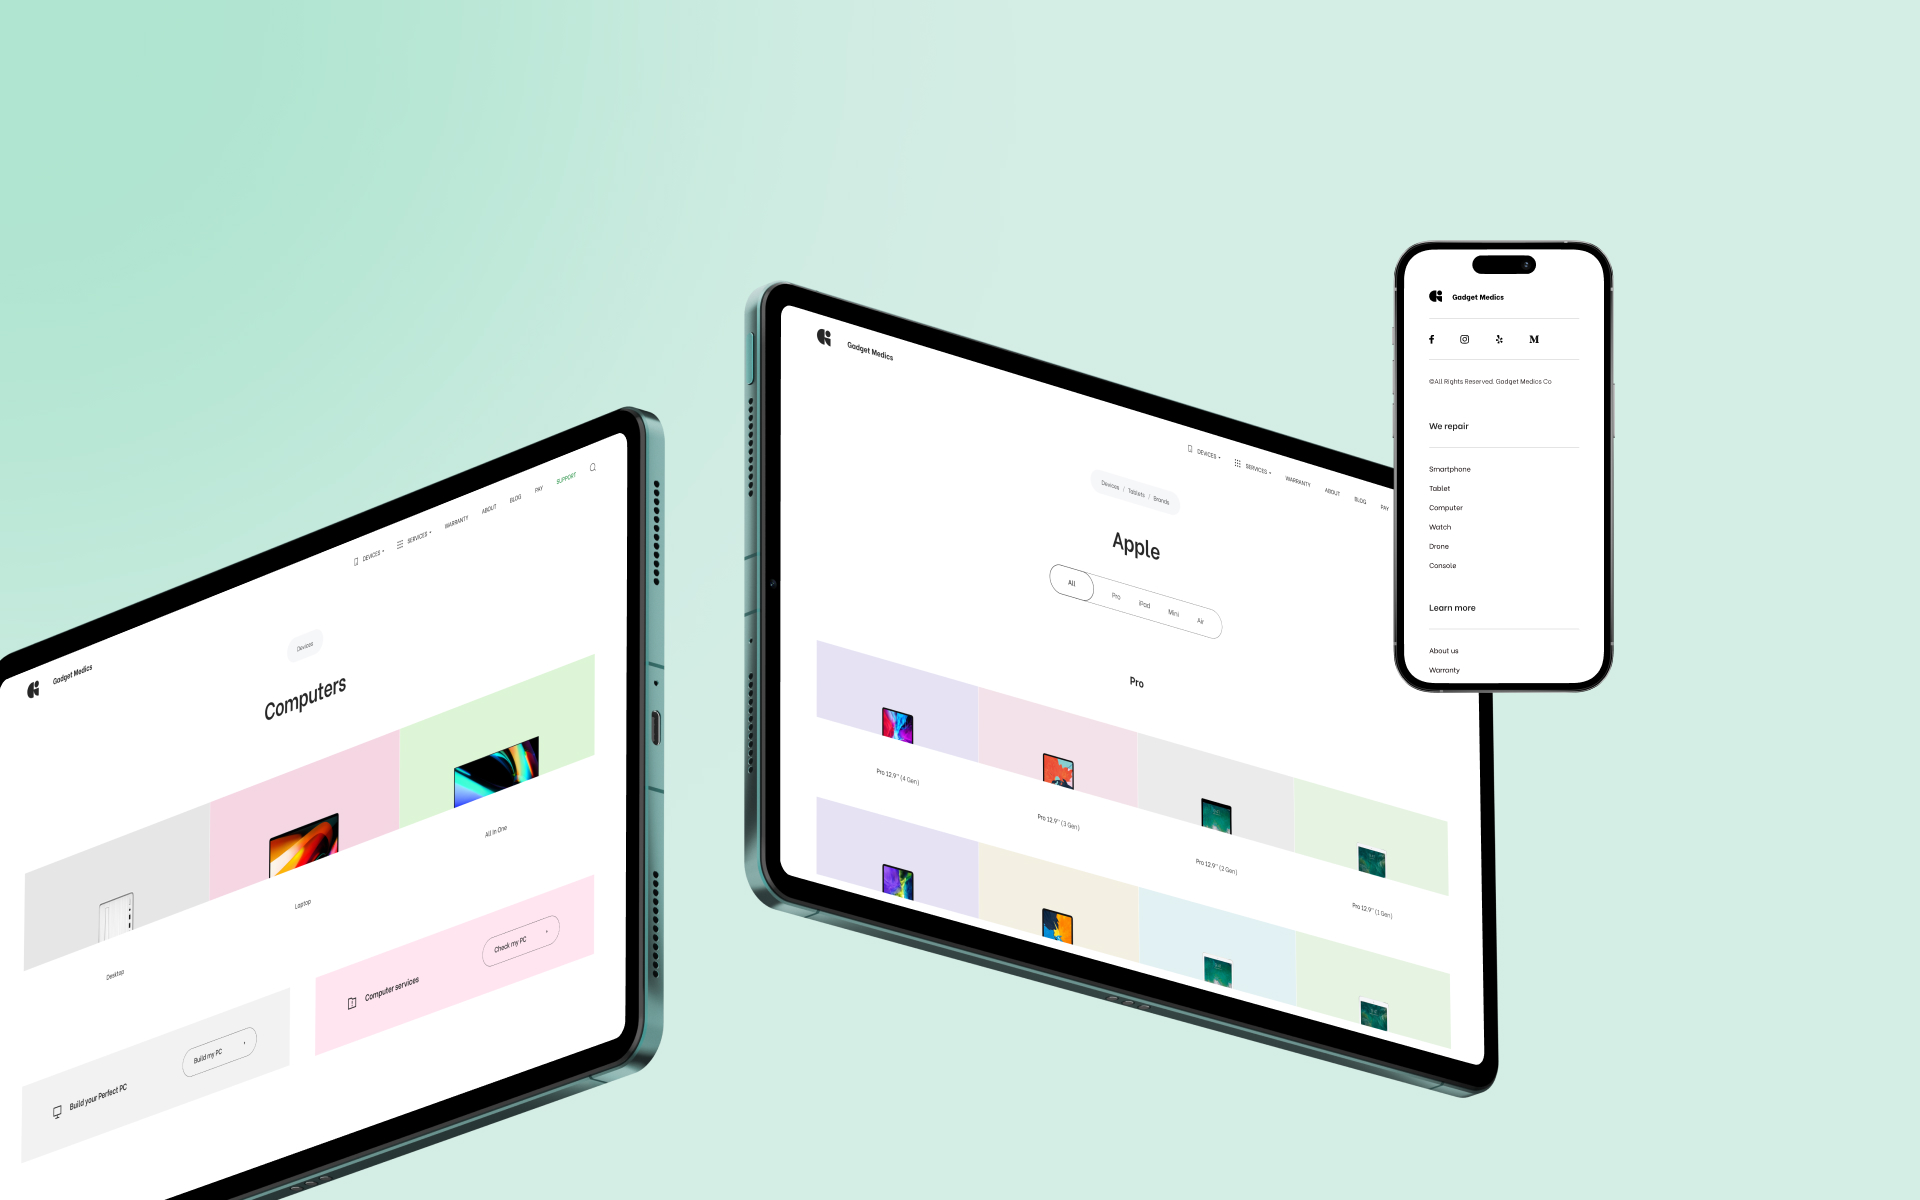 Gadget Medics
DEVICES
SERVICES
WARRANTY
ABOUT
BLOG
PAY
SUPPORT
Devices
Computers
Desktop
Laptop
All In One
Build your Perfect PC
Build my PC
Computer services
Check my PC
Gadget Medics
DEVICES
SERVICES
WARRANTY
ABOUT
BLOG
PAY
Devices / Tablets / Brands
Apple
All
Pro
iPad
Mini
Air
Pro
Pro 12.9" (4 Gen)
Pro 12.9" (3 Gen)
Pro 12.9" (2 Gen)
Pro 12.9" (1 Gen)
Gadget Medics
©All Rights Reserved. Gadget Medics Co
We repair
Smartphone
Tablet
Computer
Watch
Drone
Console
Learn more
About us
Warranty